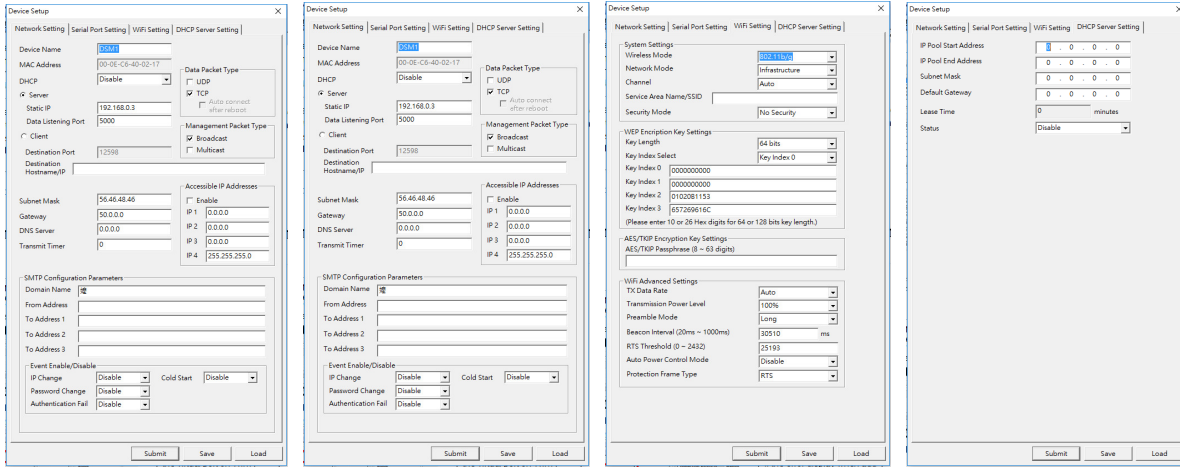 Device Setup
Network Setting Serial Port Setting WiFi Setting DHCP Server Setting
Device Name DSM1
MAC Address 00-0E-C6-40-02-17
DHCP Disable
Server
Static IP 192.168.0.3
Data Listening Port 5000
Client
Destination Port 12598
Destination
Hostname/IP
Data Packet Type
UDP
TCP
Auto connect
after reboot
Management Packet Type
Broadcast
Multicast
Subnet Mask 56.46.48.46
Gateway 50.0.0.0
DNS Server 0.0.0.0
Transmit Timer 0
Accessible IP Addresses
Enable
IP 1 0.0.0.0
IP 2 0.0.0.0
IP 3 0.0.0.0
IP 4 255.255.255.0
SMTP Configuration Parameters
Domain Name
From Address
To Address 1
To Address 2
To Address 3
Event Enable/Disable
IP Change Disable Cold Start Disable
Password Change Disable
Authentication Fail Disable
Submit Save Load
Device Setup
Network Setting Serial Port Setting WiFi Setting DHCP Server Setting
Device Name DSM1
MAC Address 00-0E-C6-40-02-17
DHCP Disable
Server
Static IP 192.168.0.3
Data Listening Port 5000
Client
Destination Port 12598
Destination
Hostname/IP
Data Packet Type
UDP
TCP
Auto connect
after reboot
Management Packet Type
Broadcast
Multicast
Subnet Mask 56.46.48.46
Gateway 50.0.0.0
DNS Server 0.0.0.0
Transmit Timer 0
Accessible IP Addresses
Enable
IP 1 0.0.0.0
IP 2 0.0.0.0
IP 3 0.0.0.0
IP 4 255.255.255.0
SMTP Configuration Parameters
Domain Name
From Address
To Address 1
To Address 2
To Address 3
Event Enable/Disable
IP Change Disable Cold Start Disable
Password Change Disable
Authentication Fail Disable
Submit Save Load
Device Setup
Network Setting Serial Port Setting WiFi Setting DHCP Server Setting
System Settings
Wireless Mode 802.11b/g
Network Mode Infrastructure
Channel Auto
Service Area Name/SSID
Security Mode No Security
WEP Encription Key Settings
Key Length 64 bits
Key Index Select Key Index 0
Key Index 0 0000000000
Key Index 1 0000000000
Key Index 2 0102081153
Key Index 3 657269616C
(Please enter 10 or 26 Hex digits for 64 or 128 bits key length.)
AES/TKIP Encryption Key Settings
AES/TKIP Passphrase (8 ~ 63 digits)
WiFi Advanced Settings
TX Data Rate Auto
Transmission Power Level 100%
Preamble Mode Long
Beacon Interval (20ms ~ 1000ms) 30510 ms
RTS Threshold (0 ~ 2432) 25193
Auto Power Control Mode Disable
Protection Frame Type RTS
Submit Save Load
Device Setup
Network Setting Serial Port Setting WiFi Setting DHCP Server Setting
IP Pool Start Address 0 . 0 . 0 . 0
IP Pool End Address 0 . 0 . 0 . 0
Subnet Mask 0 . 0 . 0 . 0
Default Gateway 0 . 0 . 0 . 0
Lease Time 0 minutes
Status Disable
Submit Save Load